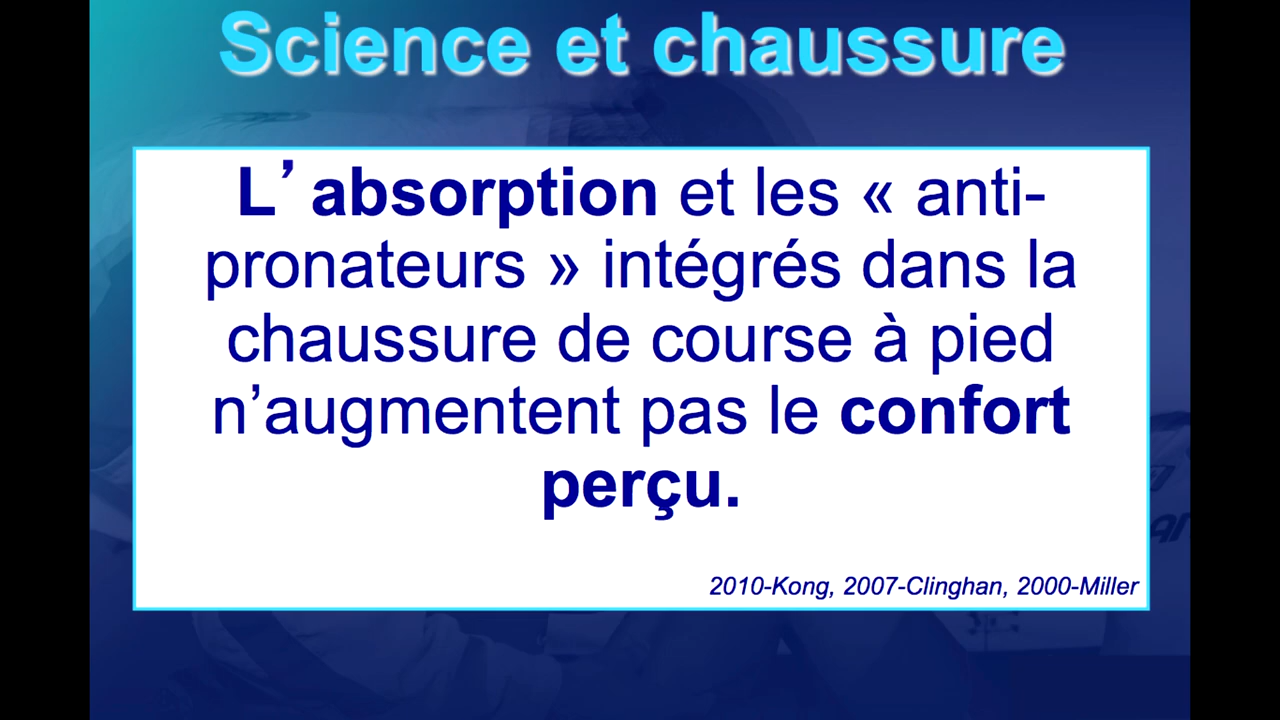 Science et chaussure
L’absorption et les « anti-
pronateurs » intégrés dans la
chaussure de course à pied
n’augmentent pas le confort
perçu.
2010-Kong, 2007-Clinghan, 2000-Miller